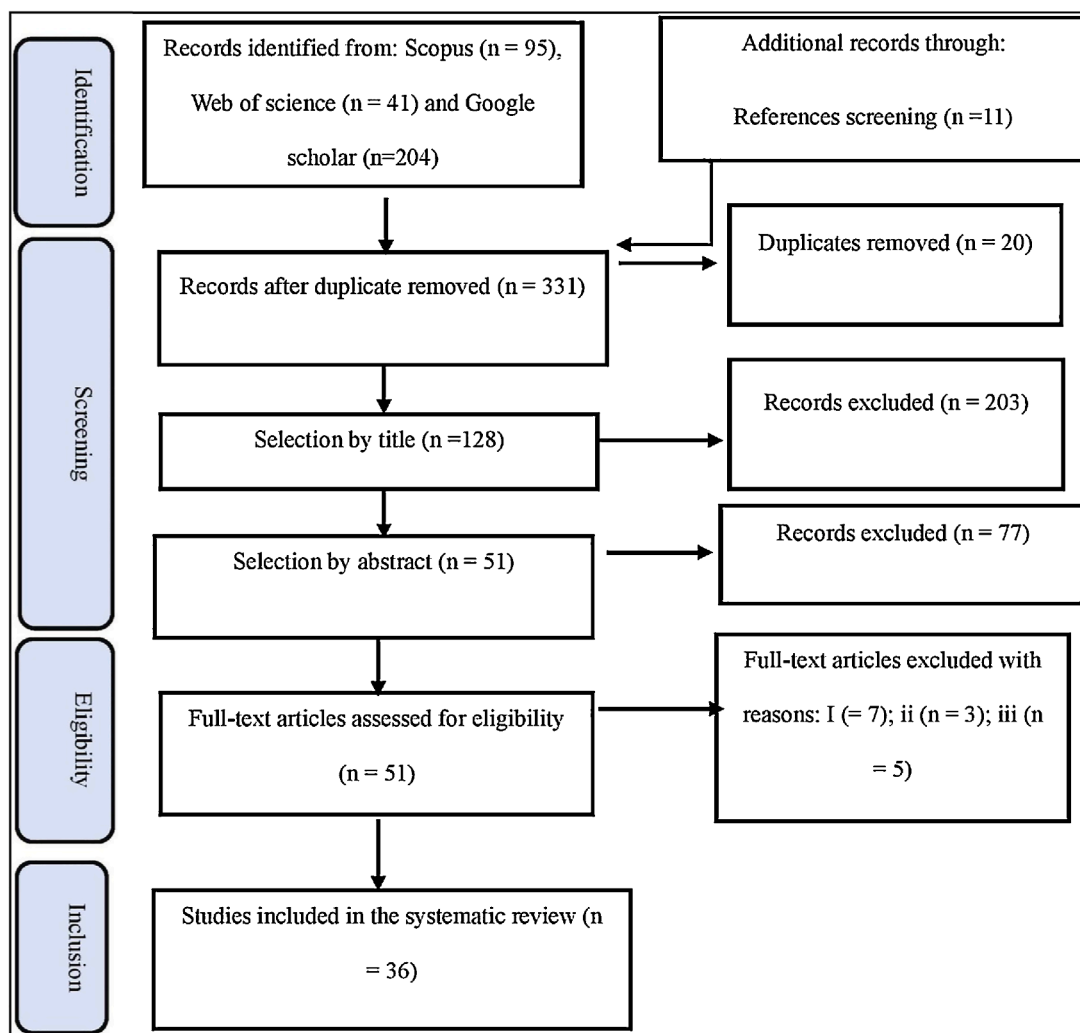 Identification
Records identified from: Scopus (n = 95),
Web of science (n = 41) and Google
scholar (n=204)
Additional records through:
References screening (n =11)
Screening
Records after duplicate removed (n = 331)
Duplicates removed (n = 20)
Selection by title (n =128)
Records excluded (n = 203)
Selection by abstract (n = 51)
Records excluded (n = 77)
Eligibility
Full-text articles assessed for eligibility
(n = 51)
Full-text articles excluded with
reasons: I (= 7); ii (n = 3); iii (n
= 5)
Inclusion
Studies included in the systematic review (n
= 36)